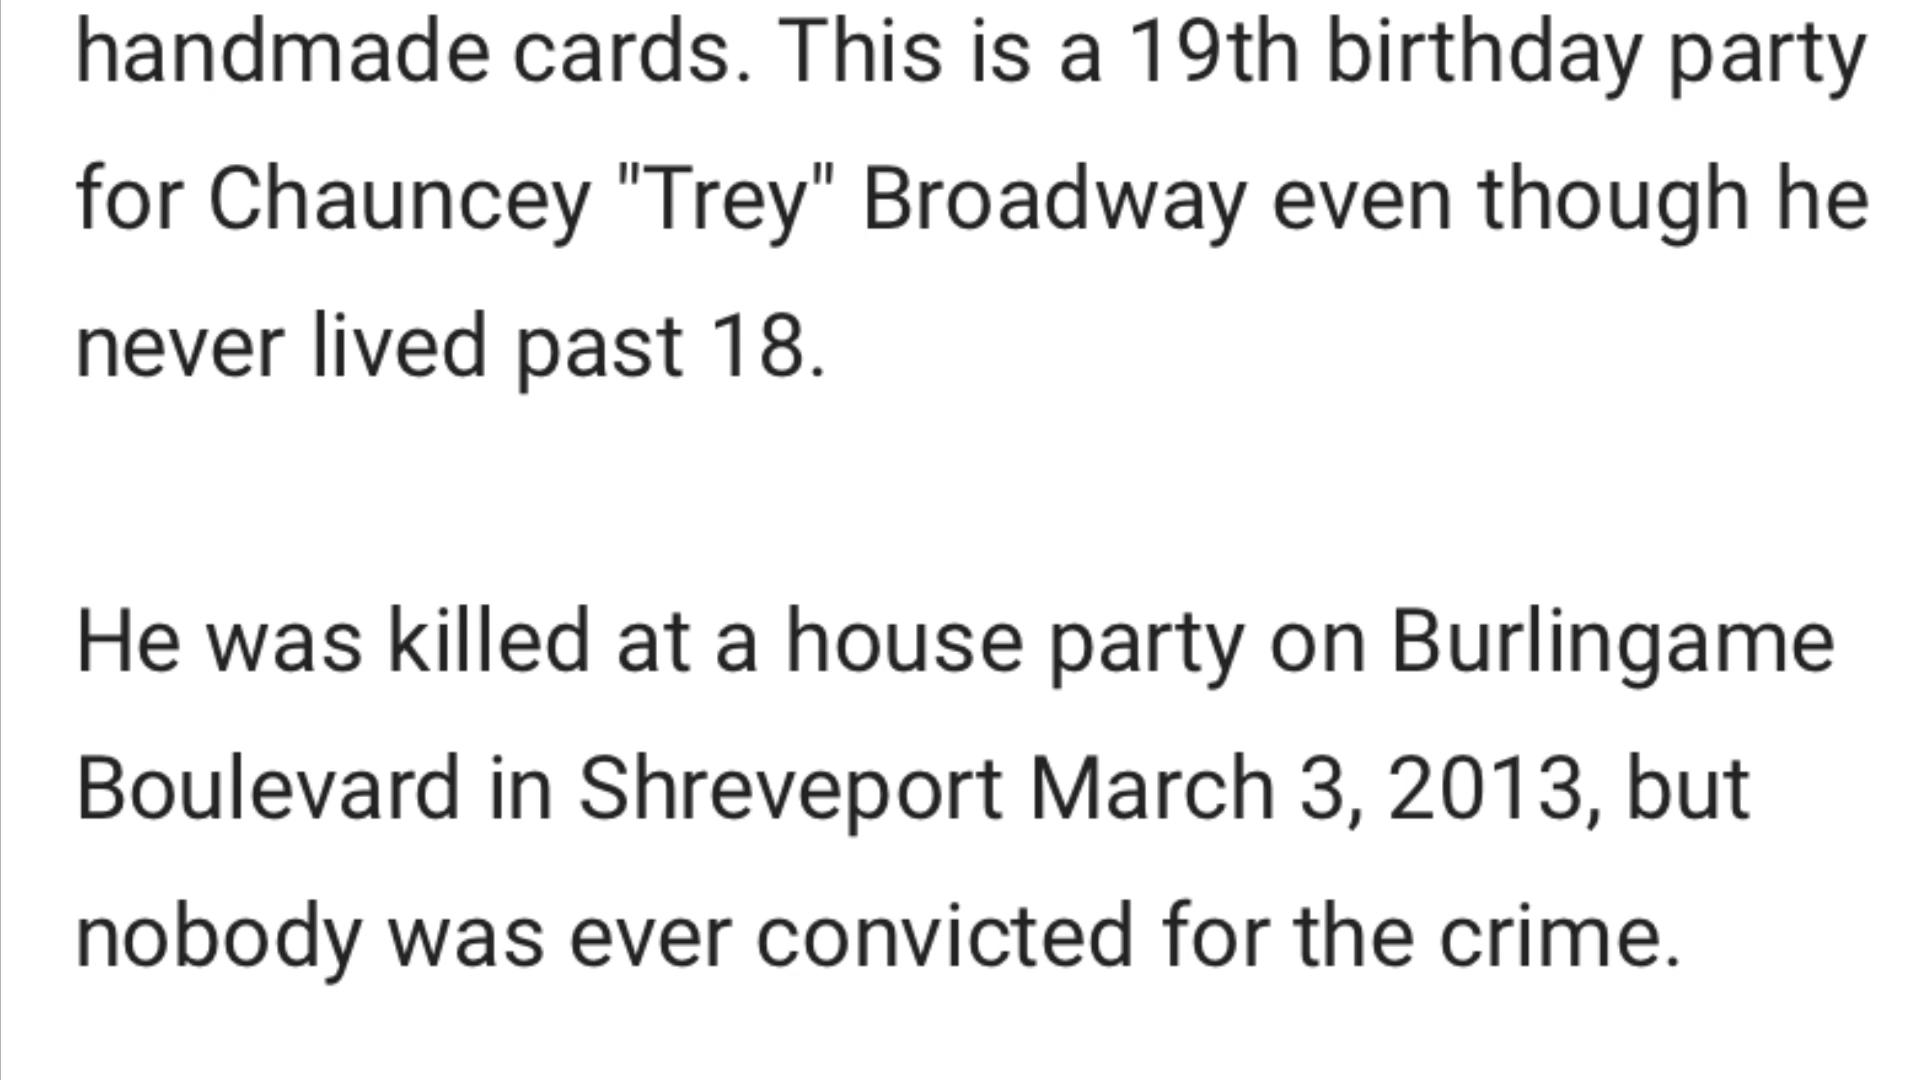 handmade cards. This is a 19th birthday party
for Chauncey "Trey" Broadway even though he
never lived past 18.
He was killed at a house party on Burlingame
Boulevard in Shreveport March 3, 2013, but
nobody was ever convicted for the crime.